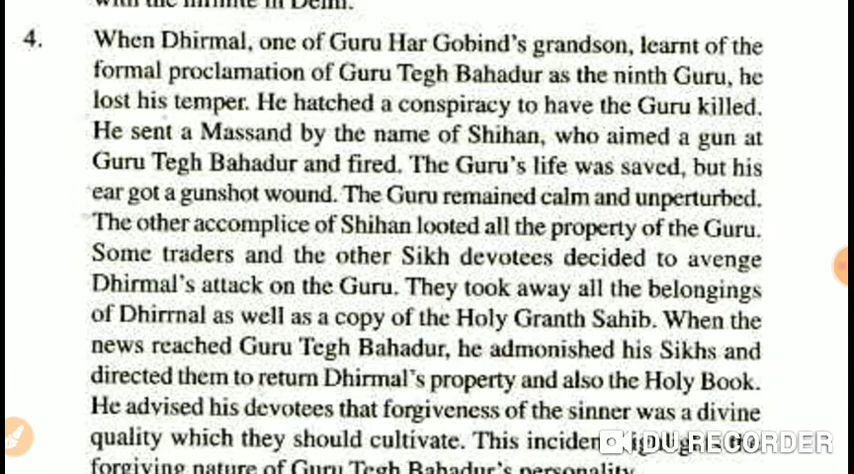 with the infinite in Delhi.
4. When Dhirmal, one of Guru Har Gobind's grandson, learnt of the
formal proclamation of Guru Tegh Bahadur as the ninth Guru, he
lost his temper. He hatched a conspiracy to have the Guru killed.
He sent a Massand by the name of Shihan, who aimed a gun at
Guru Tegh Bahadur and fired. The Guru's life was saved, but his
ear got a gunshot wound. The Guru remained calm and unperturbed.
The other accomplice of Shihan looted all the property of the Guru.
Some traders and the other Sikh devotees decided to avenge
Dhirmal's attack on the Guru. They took away all the belongings
of Dhirrnal as well as a copy of the Holy Granth Sahib. When the
news reached Guru Tegh Bahadur, he admonished his Sikhs and
directed them to return Dhirmal's property and also the Holy Book.
He advised his devotees that forgiveness of the sinner was a divine
quality which they should cultivate. This
DU RECORDER
forgiving nature of Guru Tegh Bahadur's personality.